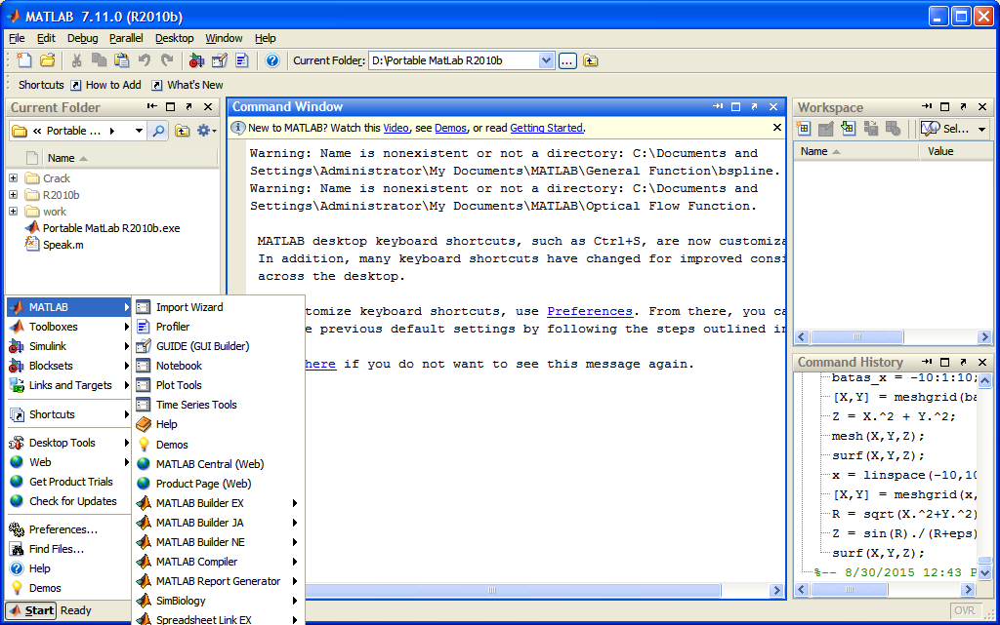 MATLAB 7.11.0 (R2010b)
File Edit Debug Parallel Desktop Window Help
Current Folder: D:\Portable MatLab R2010b ...
Shortcuts How to Add What's New
Current Folder
« Portable ...
Name
Crack
R2010b
work
Portable MatLab R2010b.exe
Speak.m
Command Window
New to MATLAB? Watch this Video, see Demos, or read Getting Started.
Warning: Name is nonexistent or not a directory: C:\Documents and
Settings\Administrator\My Documents\MATLAB\General Function\bspline.
Warning: Name is nonexistent or not a directory: C:\Documents and
Settings\Administrator\My Documents\MATLAB\Optical Flow Function.
MATLAB desktop keyboard shortcuts, such as Ctrl+S, are now customiza
In addition, many keyboard shortcuts have changed for improved consi
across the desktop.
tomize keyboard shortcuts, use Preferences. From there, you ca
e previous default settings by following the steps outlined in
here if you do not want to see this message again.
Workspace
Sel...
Name Value
Command History
batas_x = -10:1:10;
[X,Y] = meshgrid(ba
Z = X.^2 + Y.^2;
mesh(X,Y,Z);
surf(X,Y,Z);
x = linspace(-10,10
[X,Y] = meshgrid(x,
R = sqrt(X.^2+Y.^2)
Z = sin(R)./(R+eps)
surf(X,Y,Z);
%-- 8/30/2015 12:43 P
MATLAB
Toolboxes
Simulink
Blocksets
Links and Targets
Shortcuts
Desktop Tools
Web
Get Product Trials
Check for Updates
Preferences...
Find Files...
Help
Demos
Import Wizard
Profiler
GUIDE (GUI Builder)
Notebook
Plot Tools
Time Series Tools
Help
Demos
MATLAB Central (Web)
Product Page (Web)
MATLAB Builder EX
MATLAB Builder JA
MATLAB Builder NE
MATLAB Compiler
MATLAB Report Generator
SimBiology
Spreadsheet Link EX
Start Ready
OVR